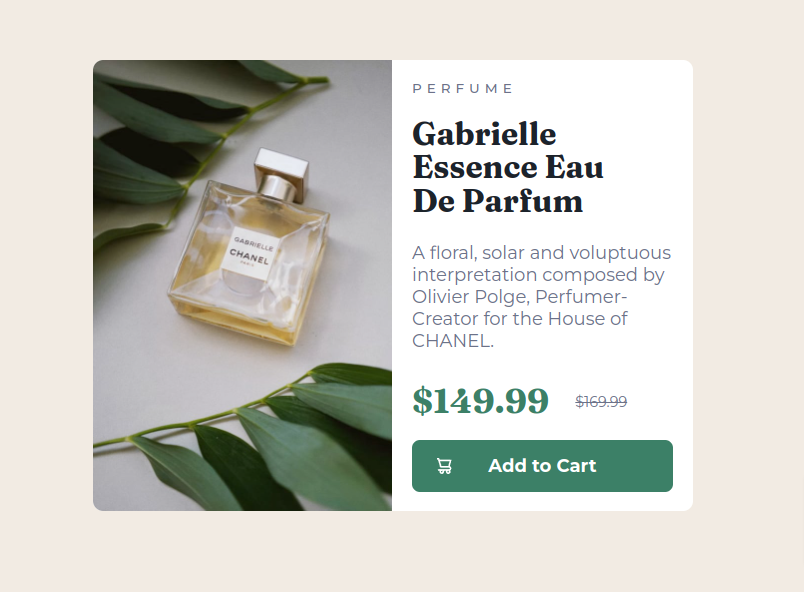 PERFUME
Gabrielle
Essence Eau
De Parfum
A floral, solar and voluptuous
interpretation composed by
Olivier Polge, Perfumer-
Creator for the House of
CHANEL.
$149.99 $169.99
Add to Cart
GABRIELLE
CHANEL
PARIS